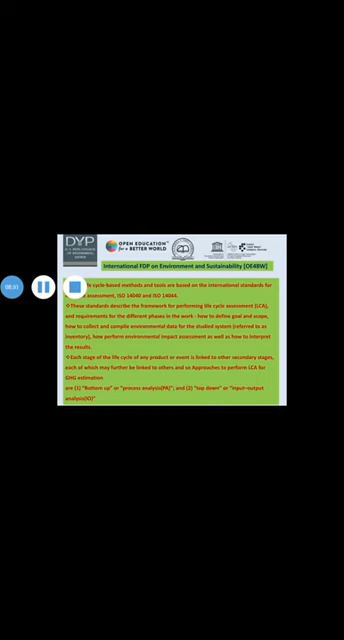 DYP
OPEN EDUCATION
for a BETTER WORLD
International FDP on Environment and Sustainability [OE4BW]
08:51
cycle-based methods and tools are based on the international standards for
assessment, ISO 14040 and ISO 14044.
❖These standards describe the framework for performing life cycle assessment (LCA),
and requirements for the different phases in the work - how to define goal and scope,
how to collect and compile environmental data for the studied system (referred to as
inventory), how perform environmental impact assessment as well as how to interpret
the results.
❖Each stage of the life cycle of any product or event is linked to other secondary stages,
each of which may further be linked to others and so Approaches to perform LCA for
GHG estimation
are (1) "Bottom up" or "process analysis(PA)"; and (2) "top down" or "input–output
analysis(IO)"